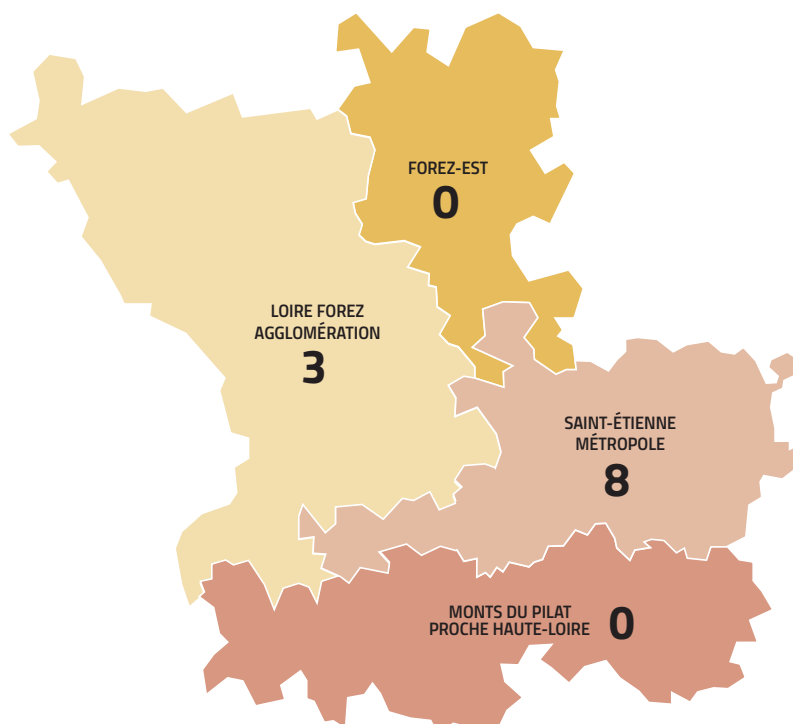 FOREZ-EST
0
LOIRE FOREZ
AGGLOMÉRATION
3
SAINT-ÉTIENNE
MÉTROPOLE
8
MONTS DU PILAT
PROCHE HAUTE-LOIRE
0